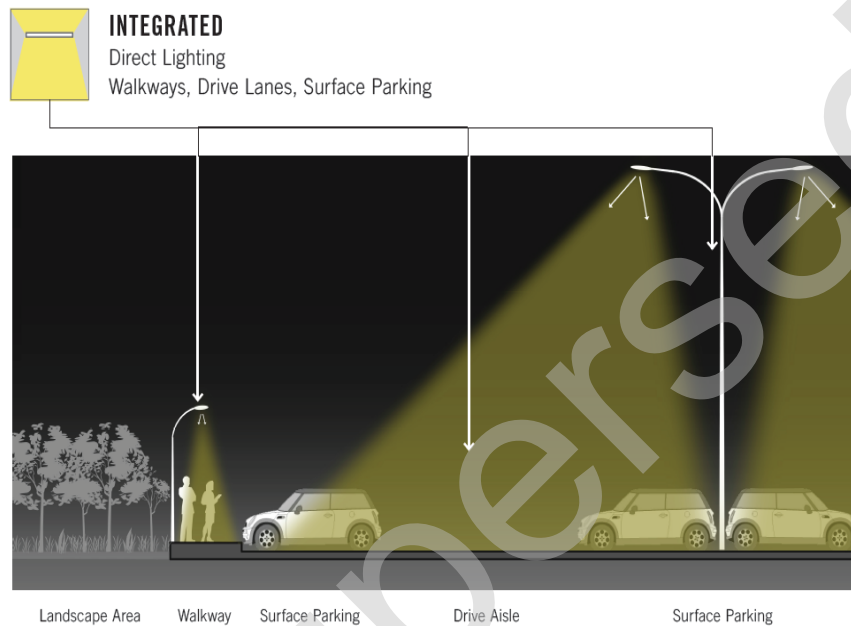 INTEGRATED
Direct Lighting
Walkways, Drive Lanes, Surface Parking
Landscape Area Walkway Surface Parking Drive Aisle Surface Parking